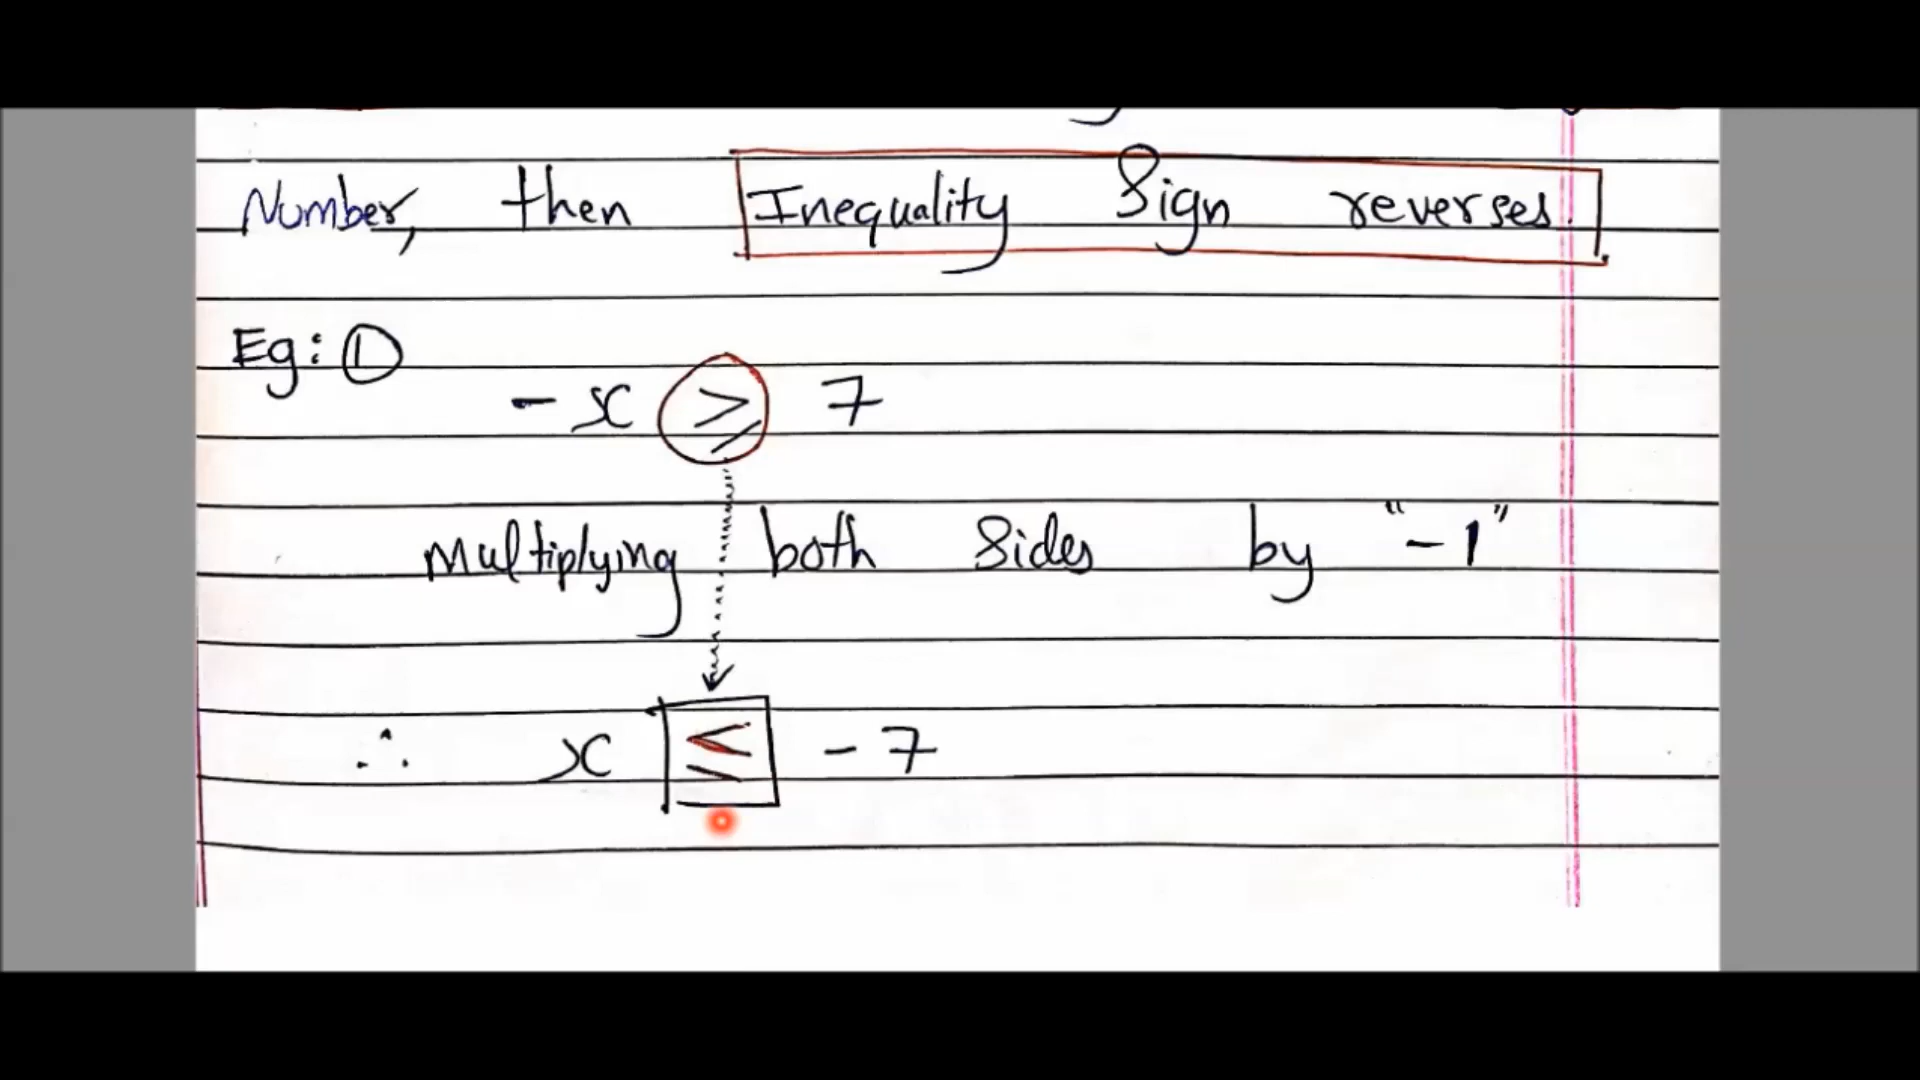 Number, then Inequality Sign reverses.
Eg: ①
- x ≥ 7
Multiplying both Sides by "-1"
∴ x ≤ - 7